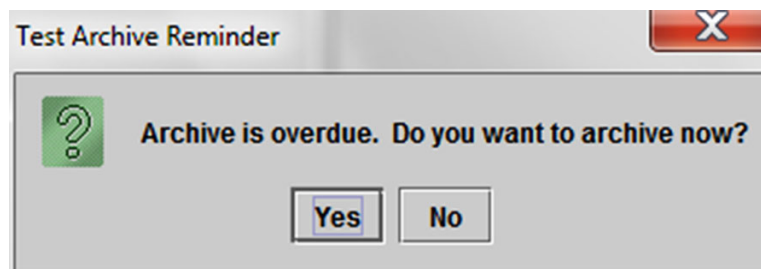 Test Archive Reminder
Archive is overdue. Do you want to archive now?
Yes No